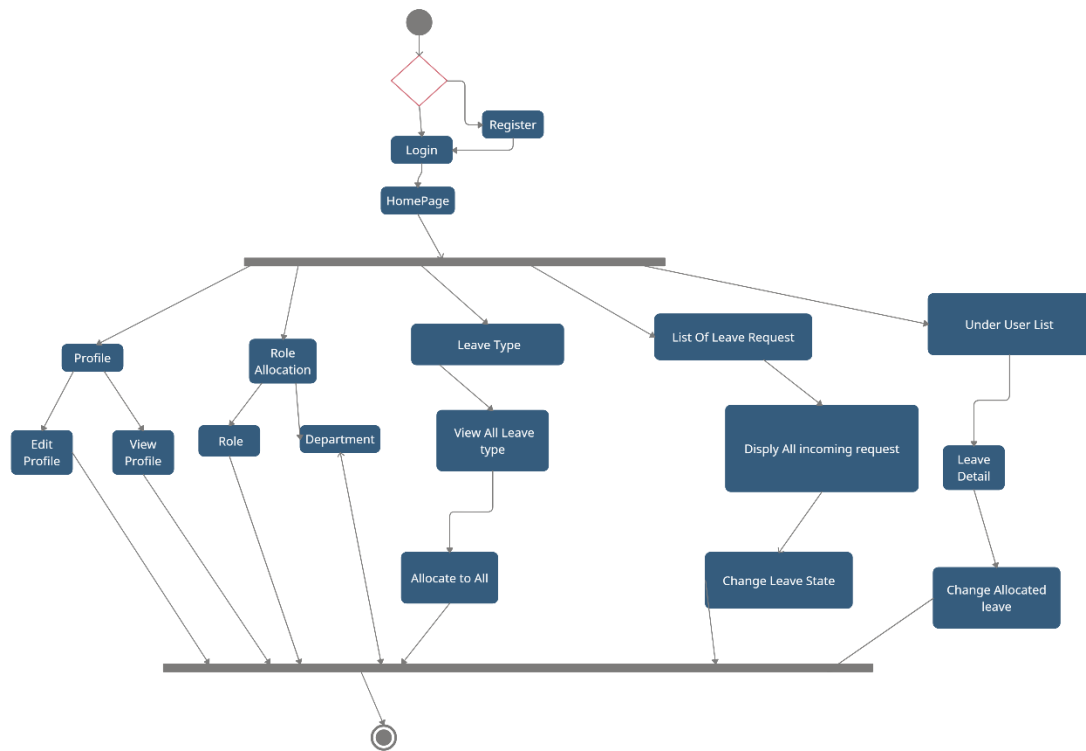 Register
Login
HomePage
Under User List
List Of Leave Request
Leave Type
Role
Allocation
Profile
Edit
Profile
View
Profile
Role
Department
View All Leave
type
Disply All incoming request
Leave
Detail
Allocate to All
Change Leave State
Change Allocated
leave